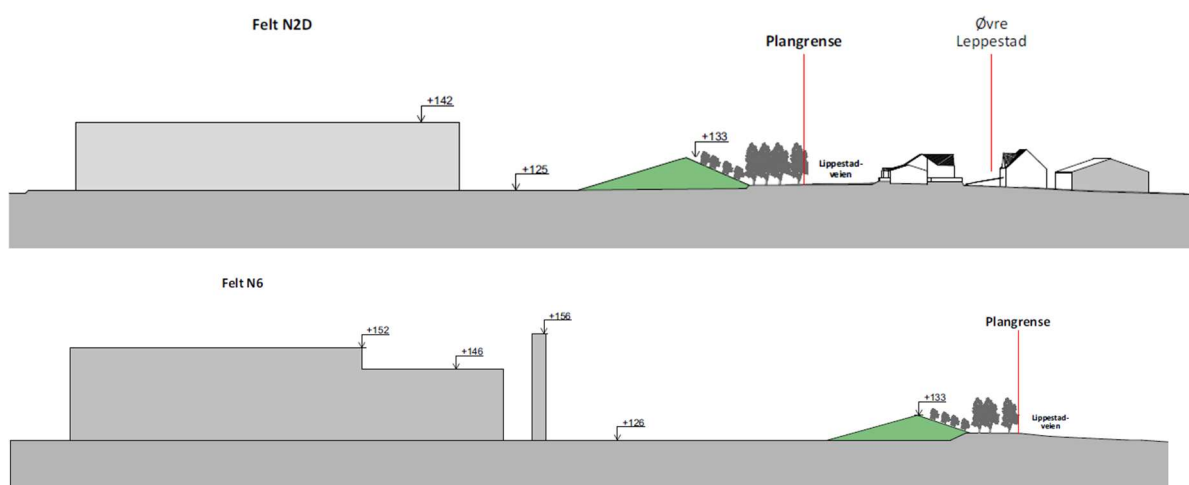 Felt N2D
Plangrense
Øvre
Leppestad
+142
+133
+125
Lippestad-
veien
Felt N6
+156
+152
+146
Plangrense
+133
+126
Lippestad-
veien